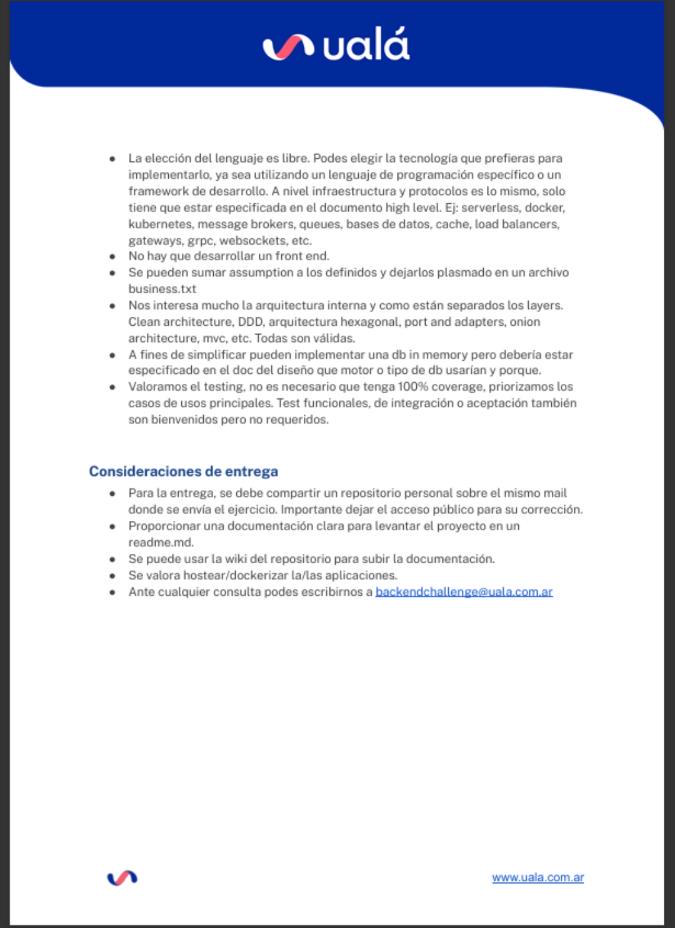 ualá
● La elección del lenguaje es libre. Podes elegir la tecnología que prefieras para
implementarlo, ya sea utilizando un lenguaje de programación específico o un
framework de desarrollo. A nivel infraestructura y protocolos es lo mismo, solo
tiene que estar especificada en el documento high level. Ej: serverless, docker,
kubernetes, message brokers, queues, bases de datos, cache, load balancers,
gateways, grpc, websockets, etc.
● No hay que desarrollar un front end.
● Se pueden sumar assumption a los definidos y dejarlos plasmado en un archivo
business.txt
● Nos interesa mucho la arquitectura interna y como están separados los layers.
Clean architecture, DDD, arquitectura hexagonal, port and adapters, onion
architecture, mvc, etc. Todas son válidas.
● A fines de simplificar pueden implementar una db in memory pero debería estar
especificado en el doc del diseño que motor o tipo de db usarían y porque.
● Valoramos el testing, no es necesario que tenga 100% coverage, priorizamos los
casos de usos principales. Test funcionales, de integración o aceptación también
son bienvenidos pero no requeridos.
Consideraciones de entrega
● Para la entrega, se debe compartir un repositorio personal sobre el mismo mail
donde se envía el ejercicio. Importante dejar el acceso público para su corrección.
● Proporcionar una documentación clara para levantar el proyecto en un
readme.md.
● Se puede usar la wiki del repositorio para subir la documentación.
● Se valora hostear/dockerizar la/las aplicaciones.
● Ante cualquier consulta podes escribirnos a backendchallenge@uala.com.ar
www.uala.com.ar